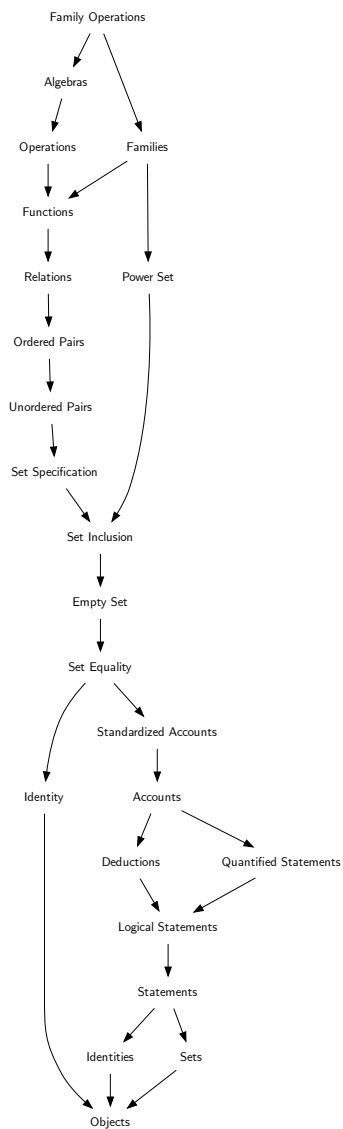 Family Operations
Algebras
Operations
Families
Functions
Relations
Power Set
Ordered Pairs
Unordered Pairs
Set Specification
Set Inclusion
Empty Set
Set Equality
Standardized Accounts
Identity
Accounts
Deductions
Quantified Statements
Logical Statements
Statements
Identities
Sets
Objects